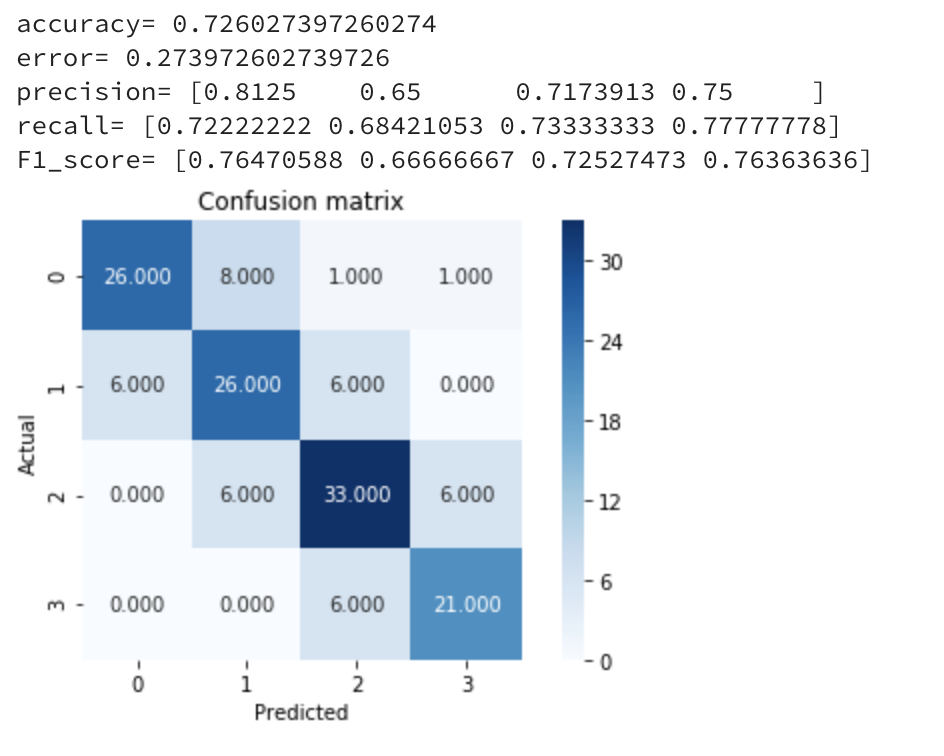 accuracy= 0.726027397260274
error= 0.273972602739726
precision= [0.8125    0.65      0.7173913 0.75     ]
recall= [0.72222222 0.68421053 0.73333333 0.77777778]
F1_score= [0.76470588 0.66666667 0.72527473 0.76363636]
Confusion matrix
0 26.000 8.000 1.000 1.000
1 6.000 26.000 6.000 0.000
2 0.000 6.000 33.000 6.000
3 0.000 0.000 6.000 21.000
Actual
0 1 2 3
Predicted
30
24
18
12
6
0